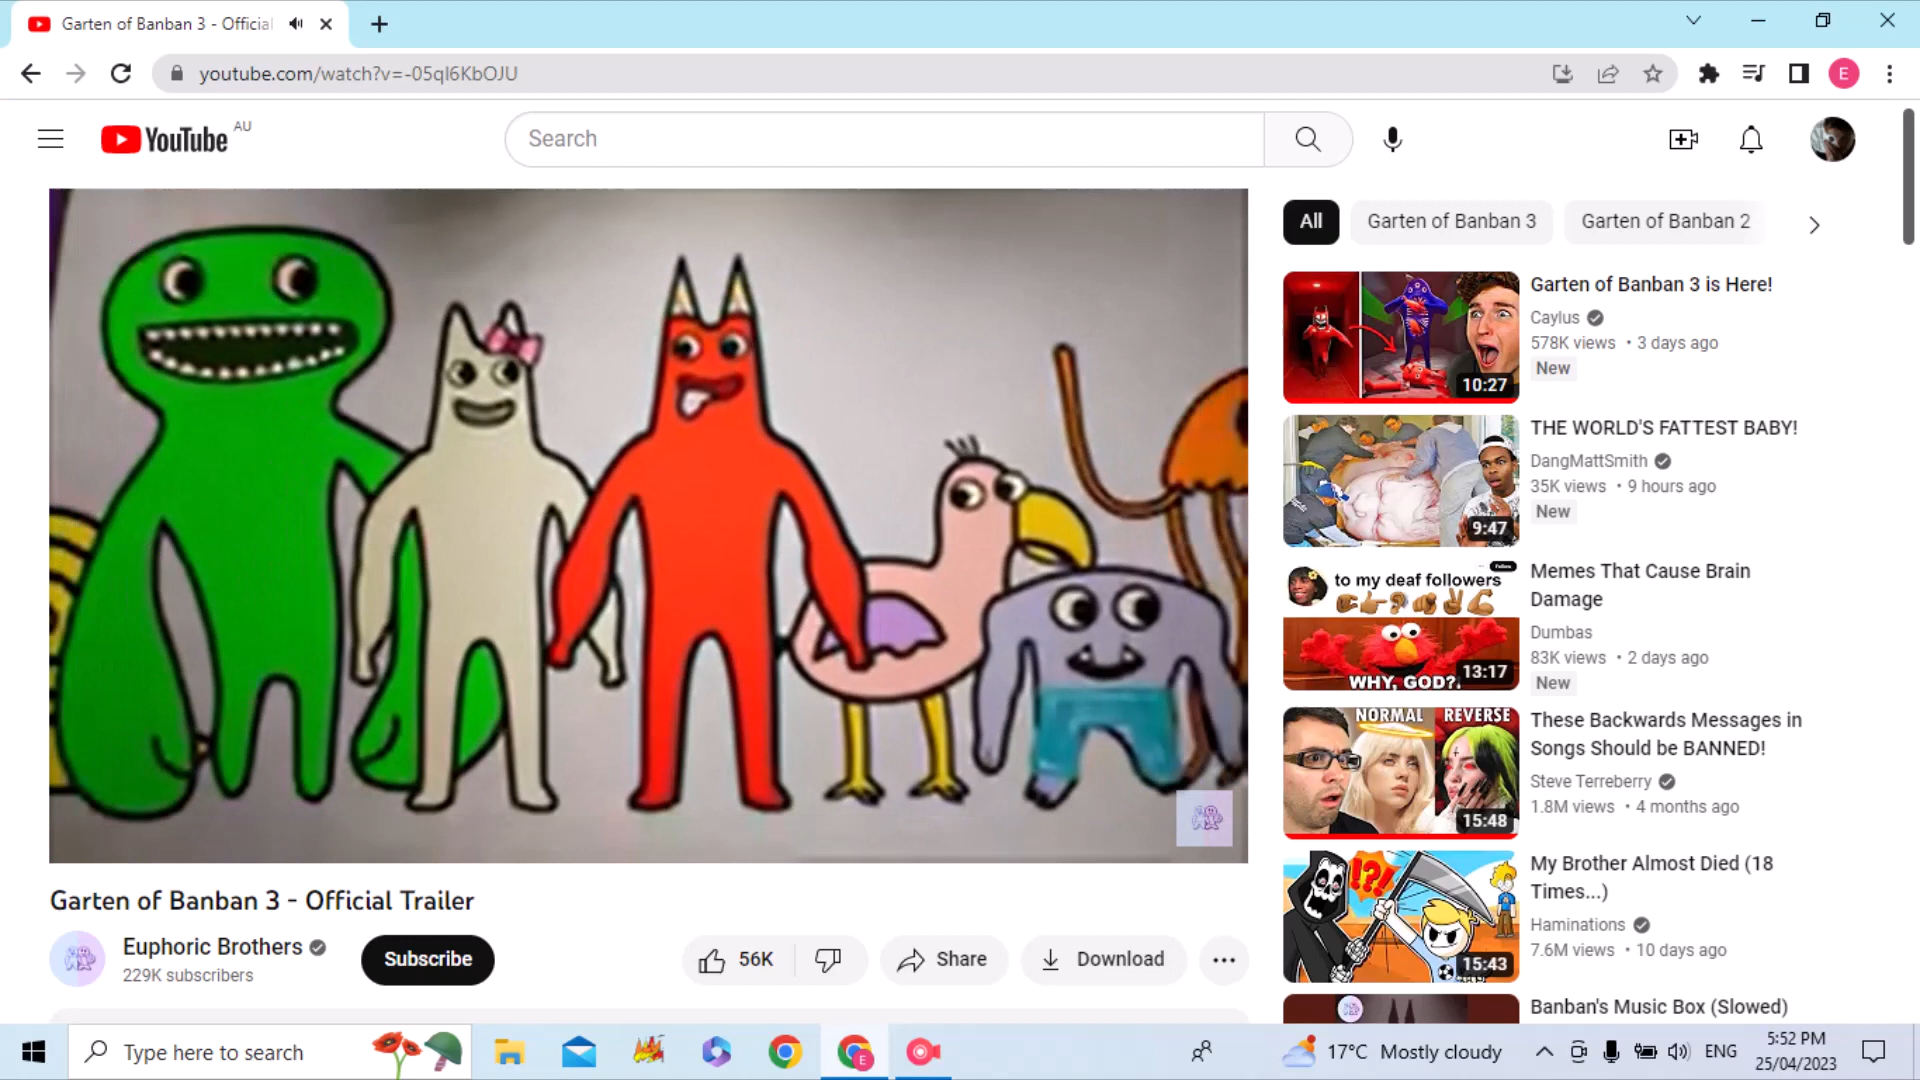 Garten of Banban 3 - Official
youtube.com/watch?v=-05ql6KbOJU
E
YouTube AU
Search
All
Garten of Banban 3
Garten of Banban 2
Garten of Banban 3 is Here!
Caylus
578K views • 3 days ago
New
10:27
THE WORLD'S FATTEST BABY!
DangMattSmith
35K views • 9 hours ago
New
9:47
to my deaf followers
WHY, GOD?!
13:17
Memes That Cause Brain
Damage
Dumbas
83K views • 2 days ago
New
NORMAL REVERSE
15:48
These Backwards Messages in
Songs Should be BANNED!
Steve Terreberry
1.8M views • 4 months ago
!?!
15:43
My Brother Almost Died (18
Times...)
Haminations
7.6M views • 10 days ago
Banban's Music Box (Slowed)
Garten of Banban 3 - Official Trailer
Euphoric Brothers
229K subscribers
Subscribe
56K
Share
Download
Type here to search
E
17°C Mostly cloudy
ENG
5:52 PM
25/04/2023